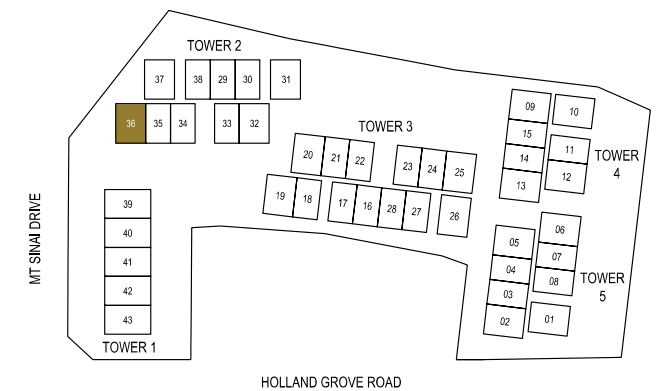 TOWER 2
37
38 29 30
31
36 35 34
33 32
TOWER 3
20 21 22
23 24 25
19 18
17 16 28 27
26
09
10
15
14
13
11
12
TOWER
4
MT SINAI DRIVE
39
40
41
42
43
TOWER 1
05
04
03
02
06
07
08
01
TOWER
5
HOLLAND GROVE ROAD